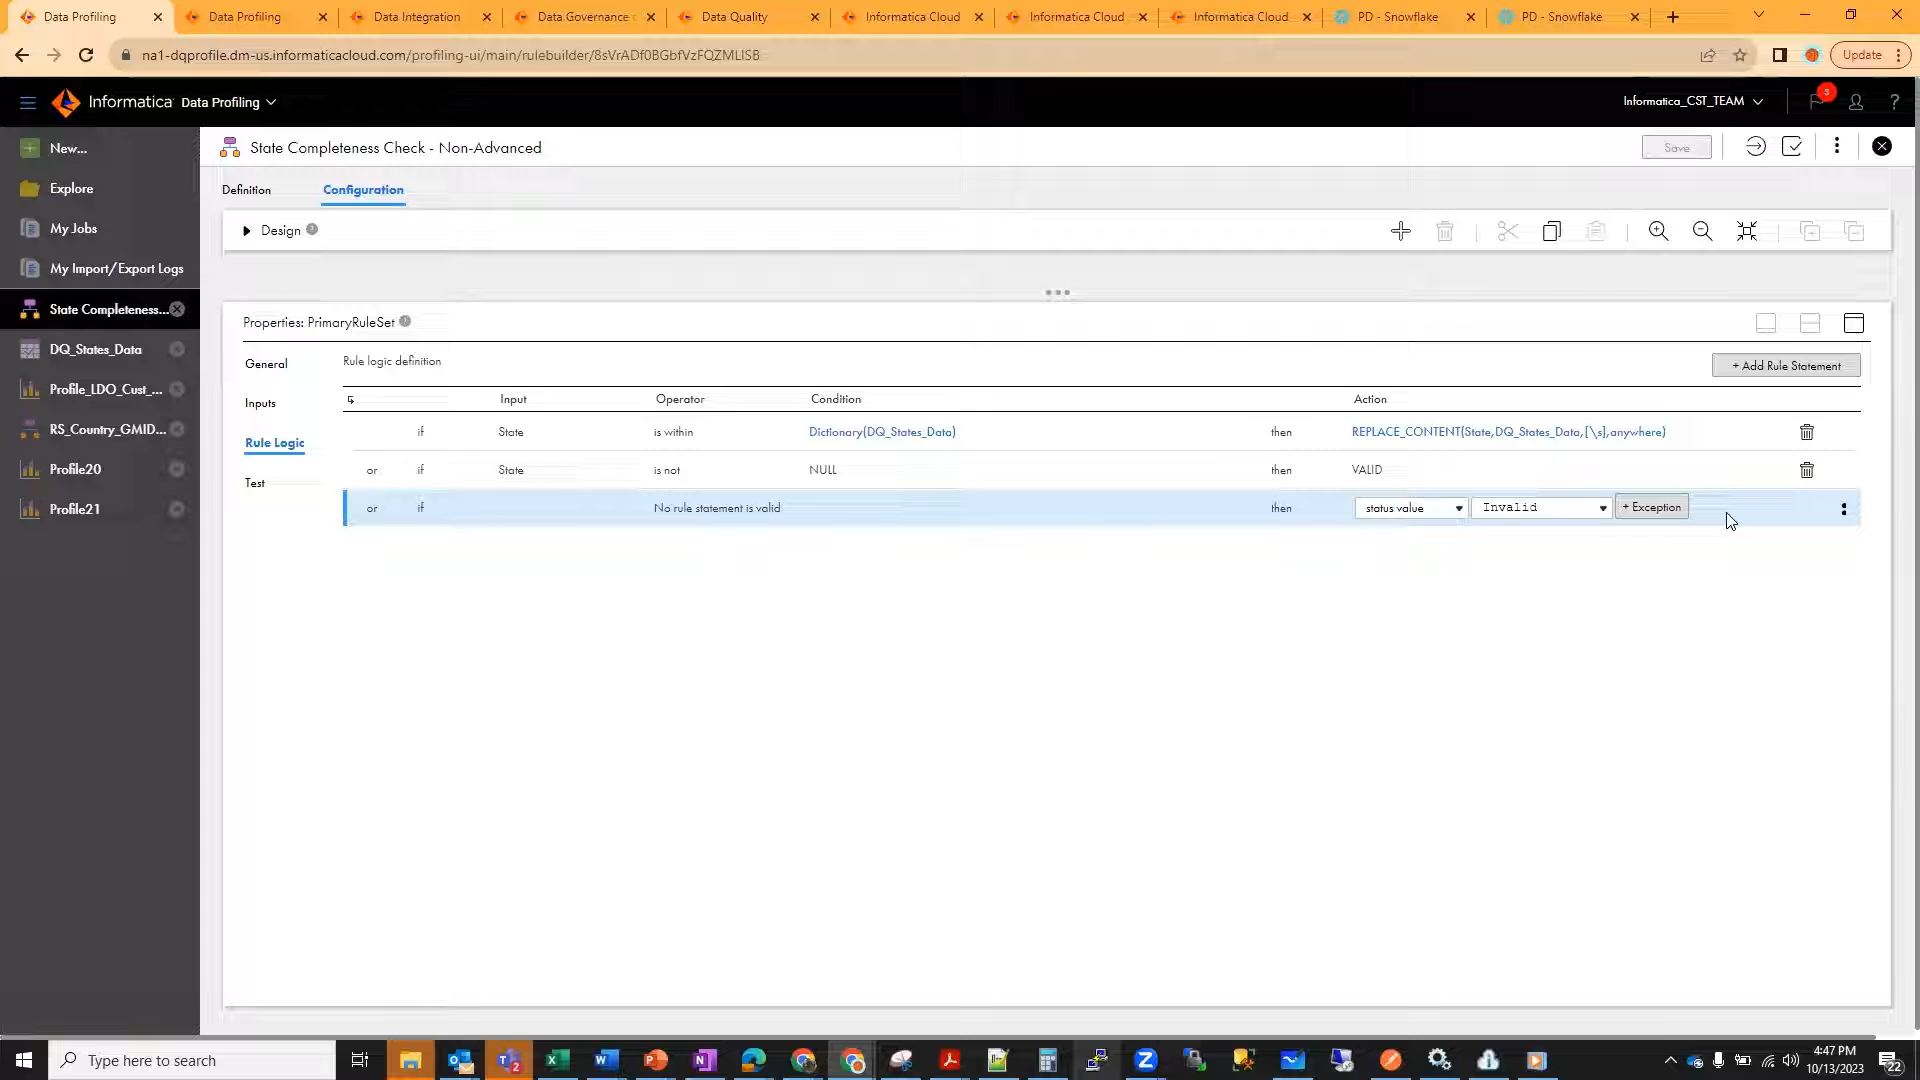 Data Profiling
Data Profiling
Data Integration
Data Governance
Data Quality
Informatica Cloud
Informatica Cloud
Informatica Cloud
PD - Snowflake
PD - Snowflake
na1-dqprofile.dm-us.informaticacloud.com/profiling-ui/main/rulebuilder/8sVrADf0BGbfVzFQZMLlSB
Update
Informatica Data Profiling
Informatica_CST_TEAM
3
?
New...
Explore
My Jobs
My Import/Export Logs
State Completeness...
DQ_States_Data
Profile_LDO_Cust_...
RS_Country_GMID...
Profile20
Profile21
State Completeness Check - Non-Advanced
Save
Definition
Configuration
Design
Properties: PrimaryRuleSet
General
Inputs
Rule Logic
Test
Rule logic definition
+ Add Rule Statement
Input Operator Condition Action
if State is within Dictionary(DQ_States_Data) then REPLACE_CONTENT(State,DQ_States_Data,[\s],anywhere)
or if State is not NULL then VALID
or if No rule statement is valid then status value Invalid + Exception
Type here to search
4:47 PM
10/13/2023
22